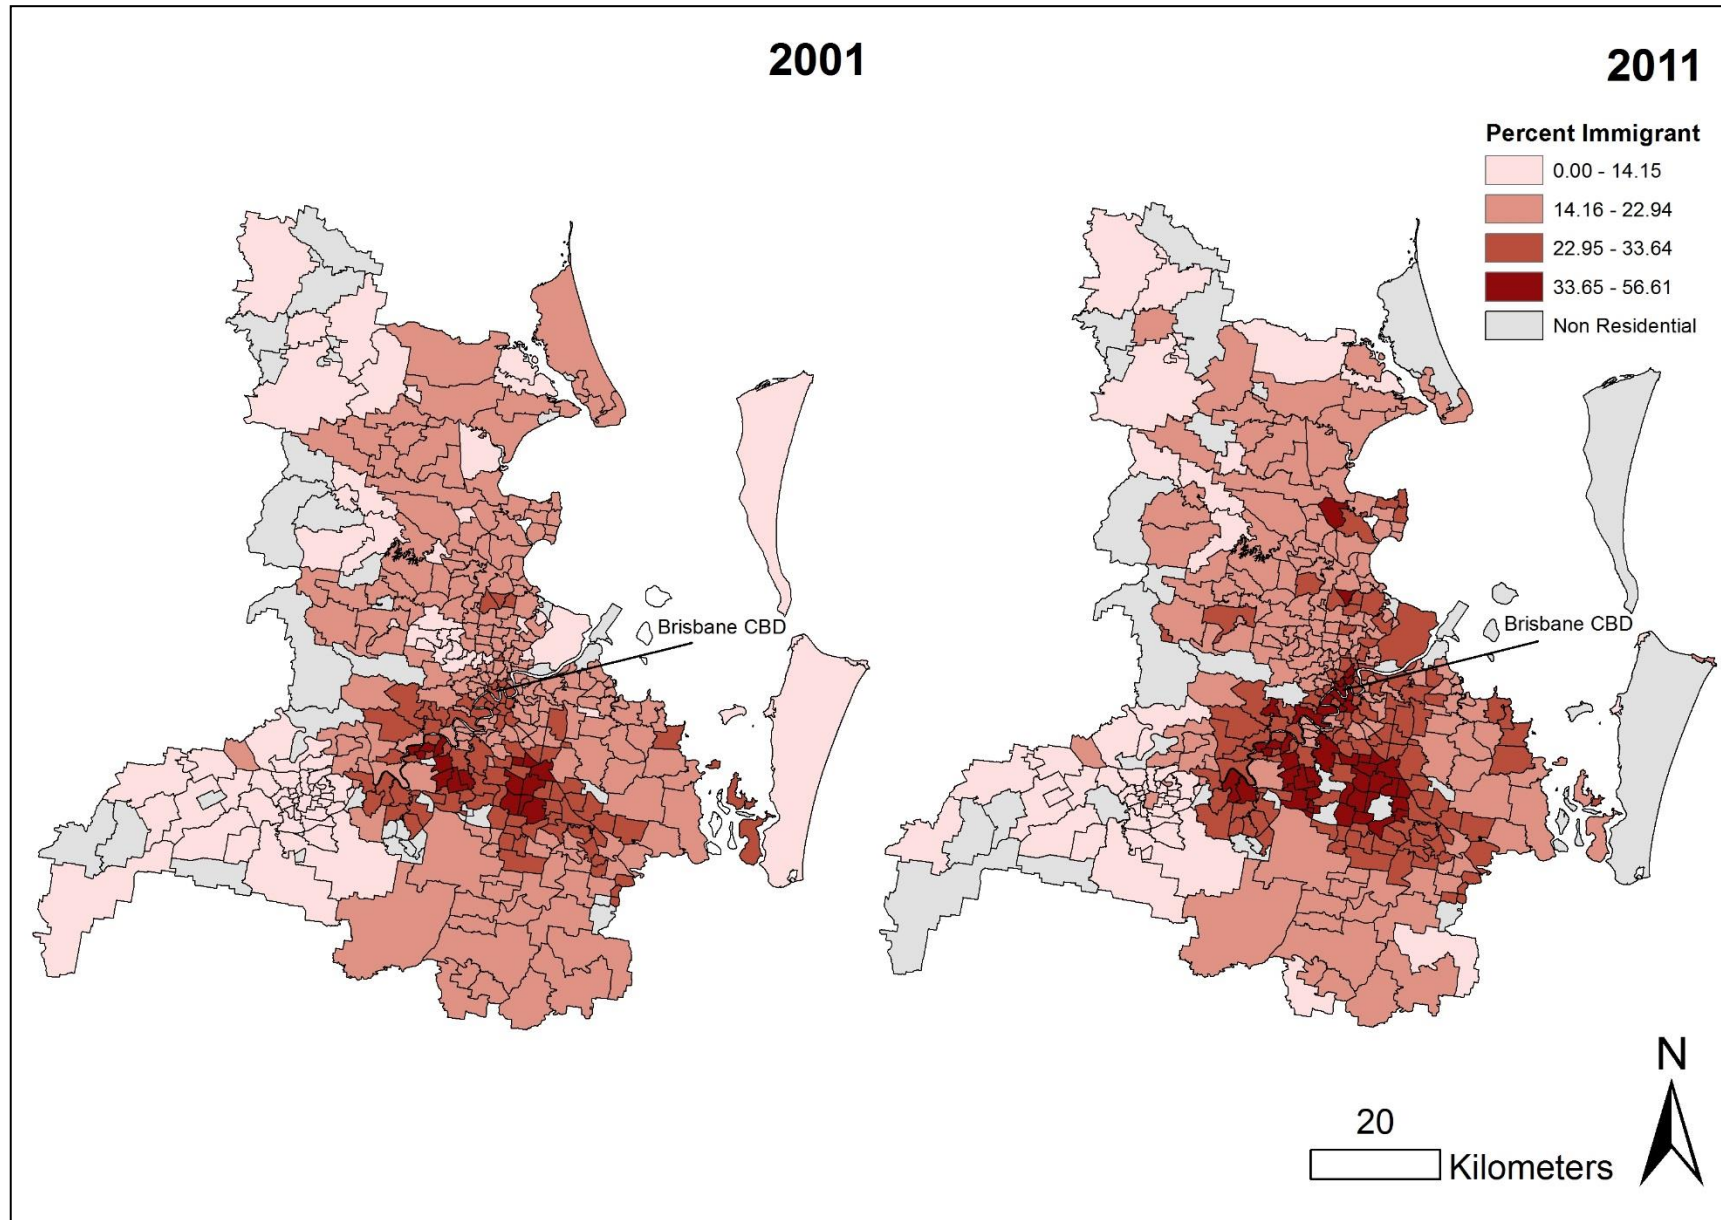 2001
2011
Percent Immigrant
0.00 - 14.15
14.16 - 22.94
22.95 - 33.64
33.65 - 56.61
Non Residential
Brisbane CBD
Brisbane CBD
N
20
Kilometers